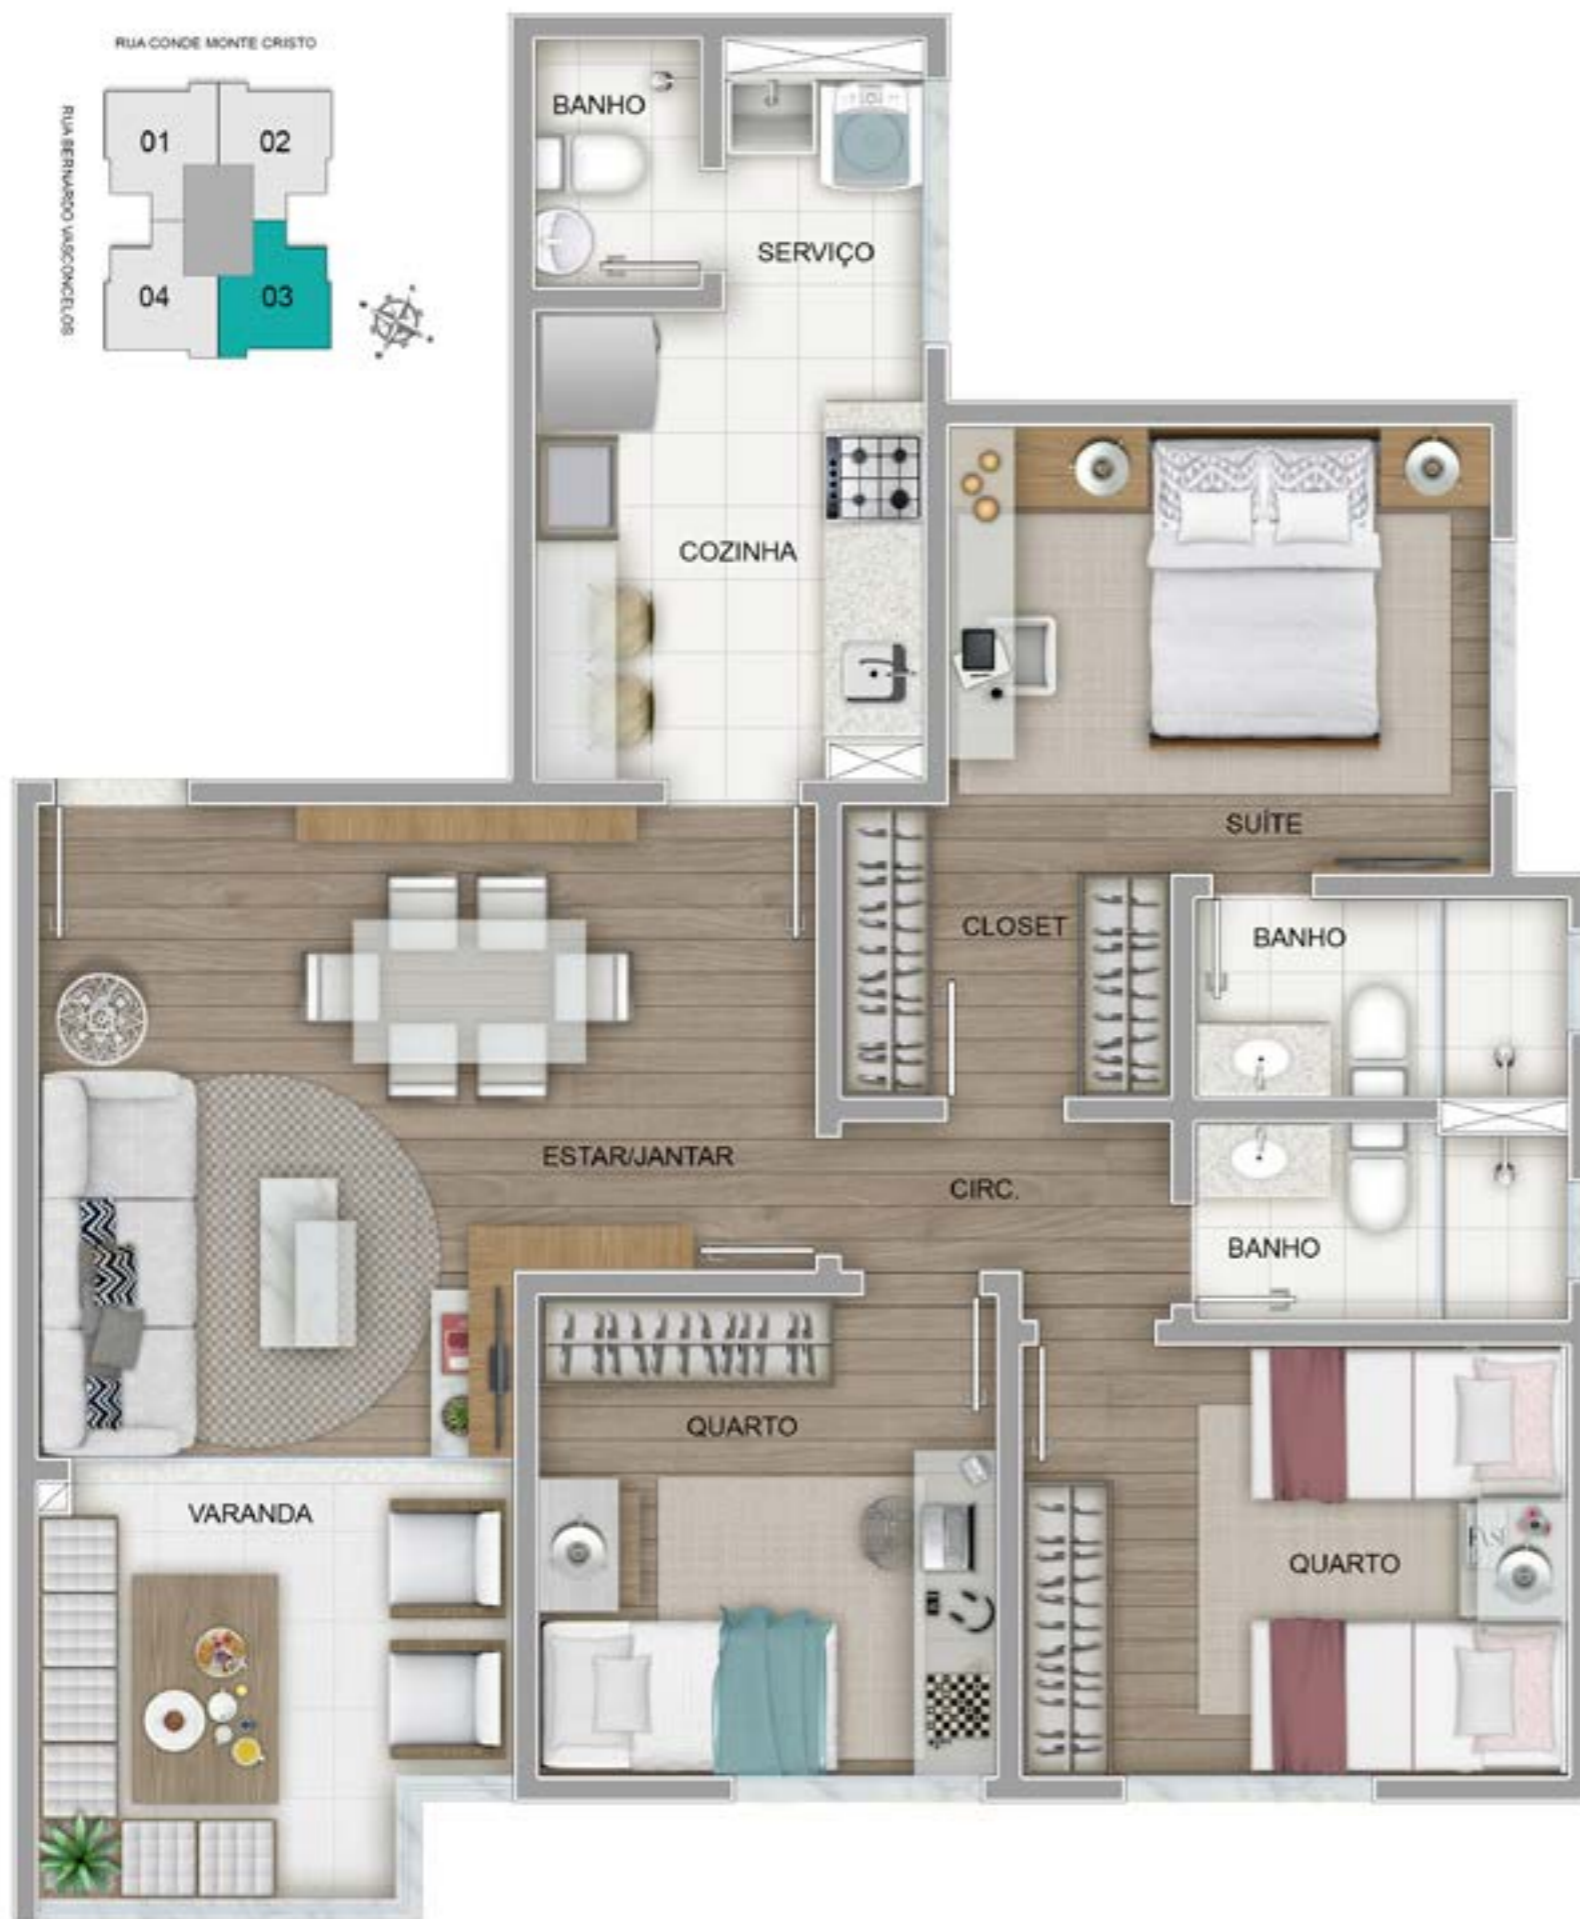 RUA CONDE MONTE CRISTO
RUA BERNARDO VASCONCELOS
01
02
04
03
BANHO
SERVIÇO
COZINHA
SUÍTE
CLOSET
BANHO
ESTAR/JANTAR
CIRC.
BANHO
QUARTO
VARANDA
QUARTO